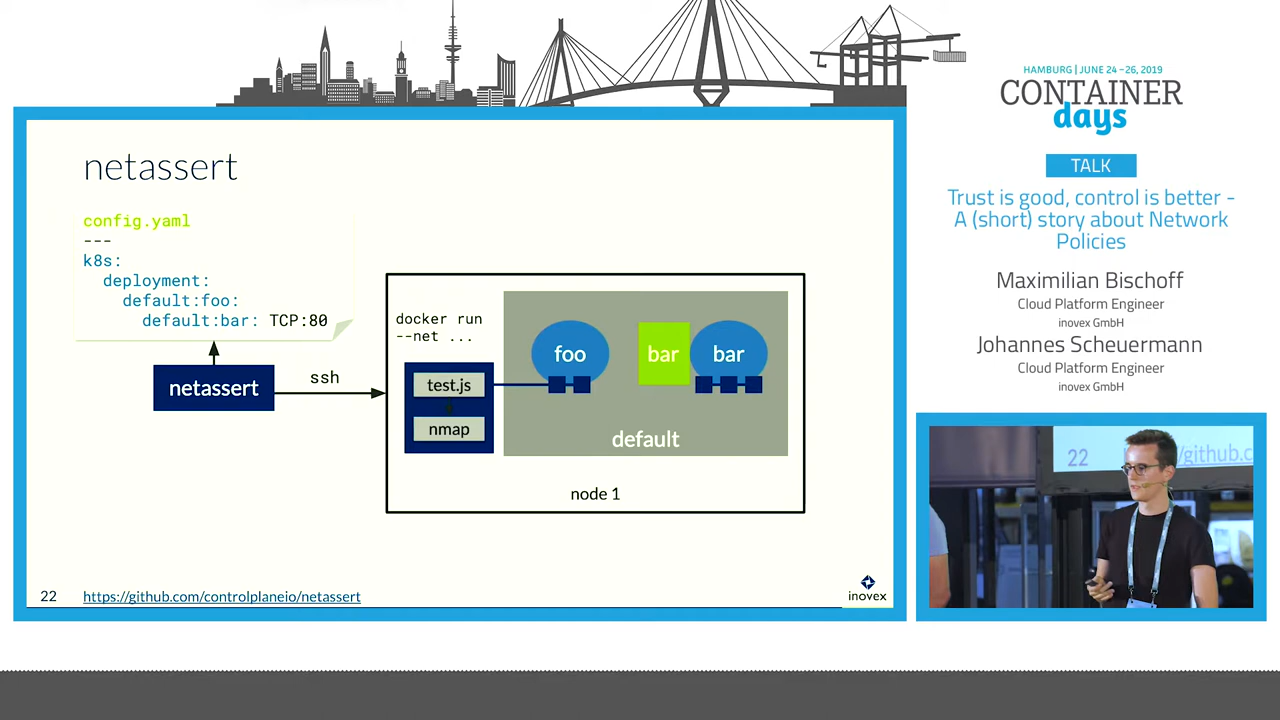 HAMBURG | JUNE 24 -26, 2019
CONTAINER
days
TALK
Trust is good, control is better -
A (short) story about Network
Policies
Maximilian Bischoff
Cloud Platform Engineer
inovex GmbH
Johannes Scheuermann
Cloud Platform Engineer
inovex GmbH
netassert
config.yaml
---
k8s:
deployment:
default:foo:
default:bar: TCP:80
netassert
ssh
docker run
--net ...
test.js
nmap
foo
bar
bar
default
node 1
22
https://github.com/controlplaneio/netassert
inovex
22
/github.c